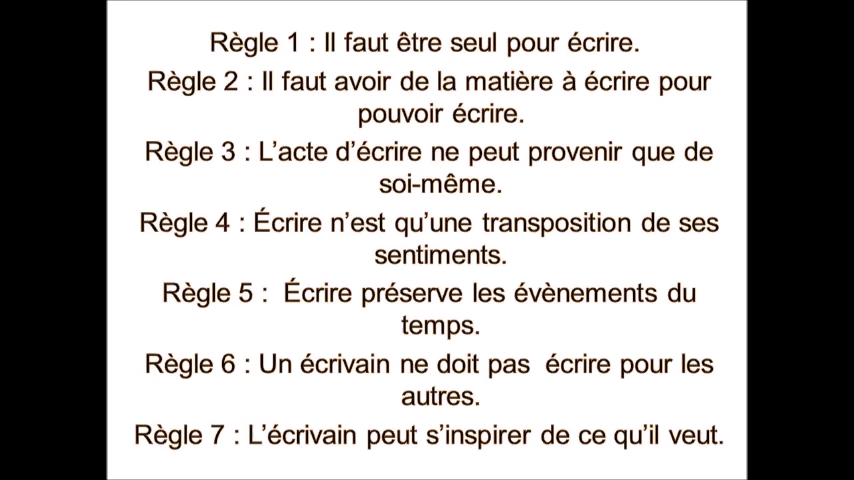 Règle 1 : Il faut être seul pour écrire.
Règle 2 : Il faut avoir de la matière à écrire pour
pouvoir écrire.
Règle 3 : L’acte d’écrire ne peut provenir que de
soi-même.
Règle 4 : Écrire n’est qu’une transposition de ses
sentiments.
Règle 5 :  Écrire préserve les évènements du
temps.
Règle 6 : Un écrivain ne doit pas  écrire pour les
autres.
Règle 7 : L’écrivain peut s’inspirer de ce qu’il veut.